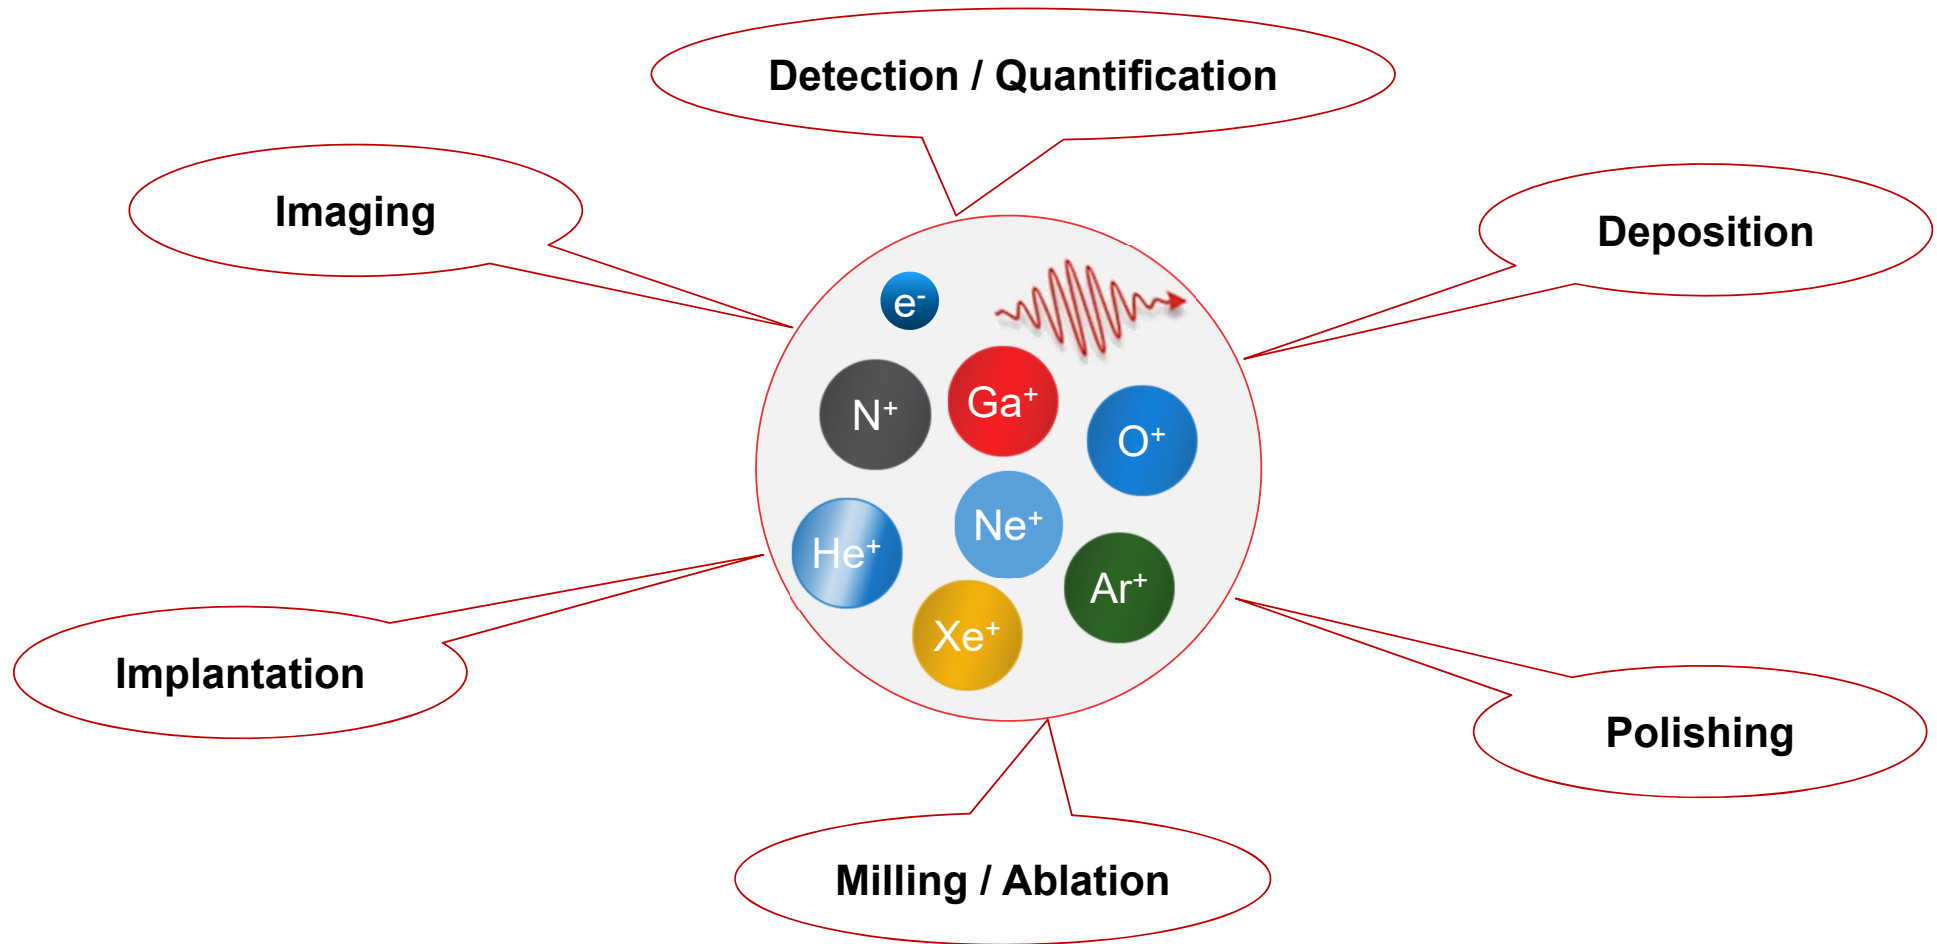 Detection / Quantification
Imaging
Deposition
e⁻
N⁺
Ga⁺
O⁺
Ne⁺
He⁺
Ar⁺
Xe⁺
Implantation
Polishing
Milling / Ablation